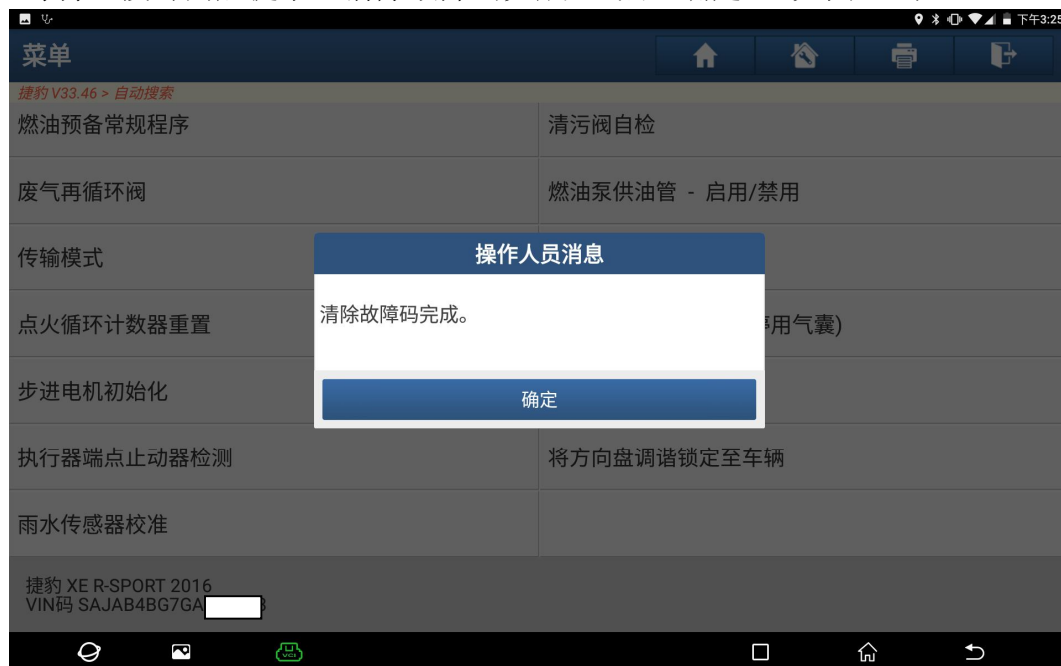 下午3:25
菜单
捷豹 V33.46 > 自动搜索
燃油预备常规程序
清污阀自检
废气再循环阀
燃油泵供油管 - 启用/禁用
传输模式
操作人员消息
清除故障码完成。
点火循环计数器重置
用气囊)
步进电机初始化
确定
执行器端点止动器检测
将方向盘调谐锁定至车辆
雨水传感器校准
捷豹 XE R-SPORT 2016
VIN码 SAJAB4BG7GA
VCI